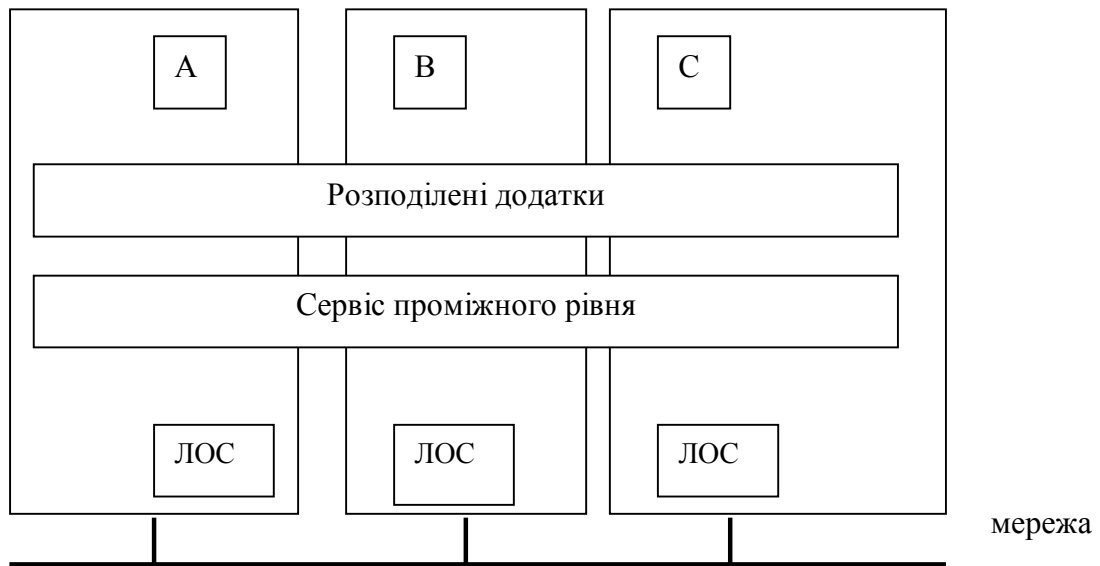 А
В
С
Розподілені додатки
Сервіс проміжного рівня
ЛОС
ЛОС
ЛОС
мережа